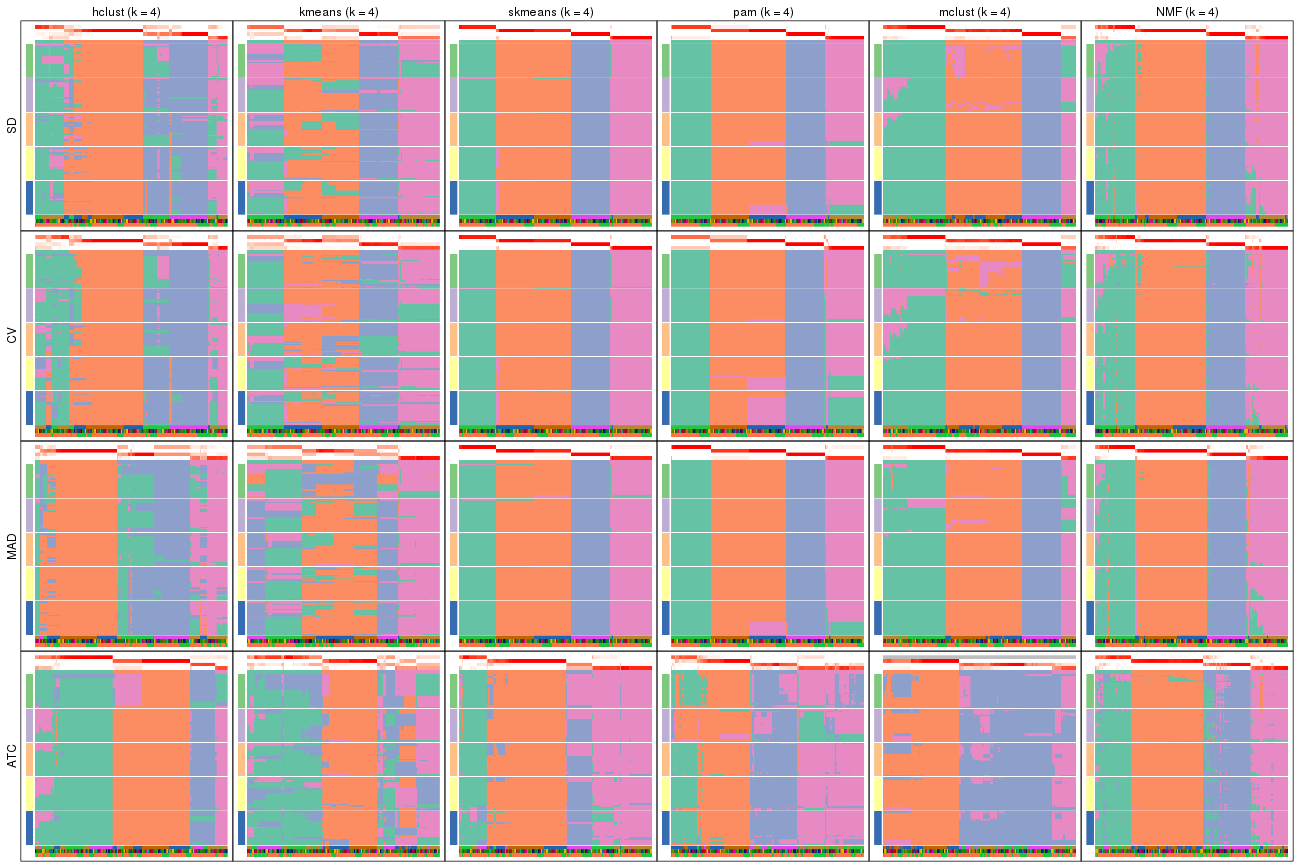 hclust (k = 4) kmeans (k = 4) skmeans (k = 4) pam (k = 4) mclust (k = 4) NMF (k = 4)
SD
CV
MAD
ATC